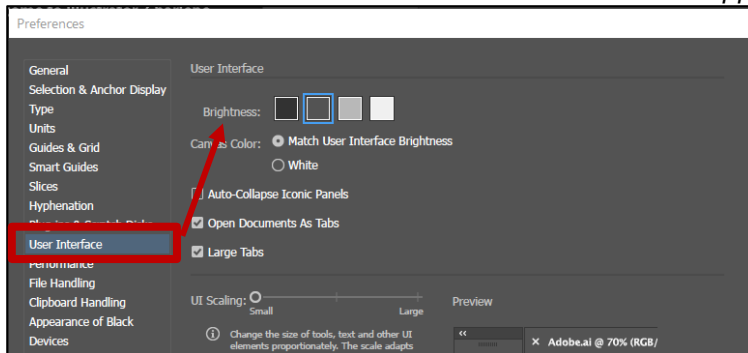 Preferences
General
Selection & Anchor Display
Type
Units
Guides & Grid
Smart Guides
Slices
Hyphenation
User Interface
Performance
File Handling
Clipboard Handling
Appearance of Black
Devices
User Interface
Brightness:
Canvas Color: Match User Interface Brightness
White
Auto-Collapse Iconic Panels
Open Documents As Tabs
Large Tabs
UI Scaling:
Small Large
Change the size of tools, text and other UI
elements proportionately. The scale adapts
Preview
Adobe.ai @ 70% (RGB/